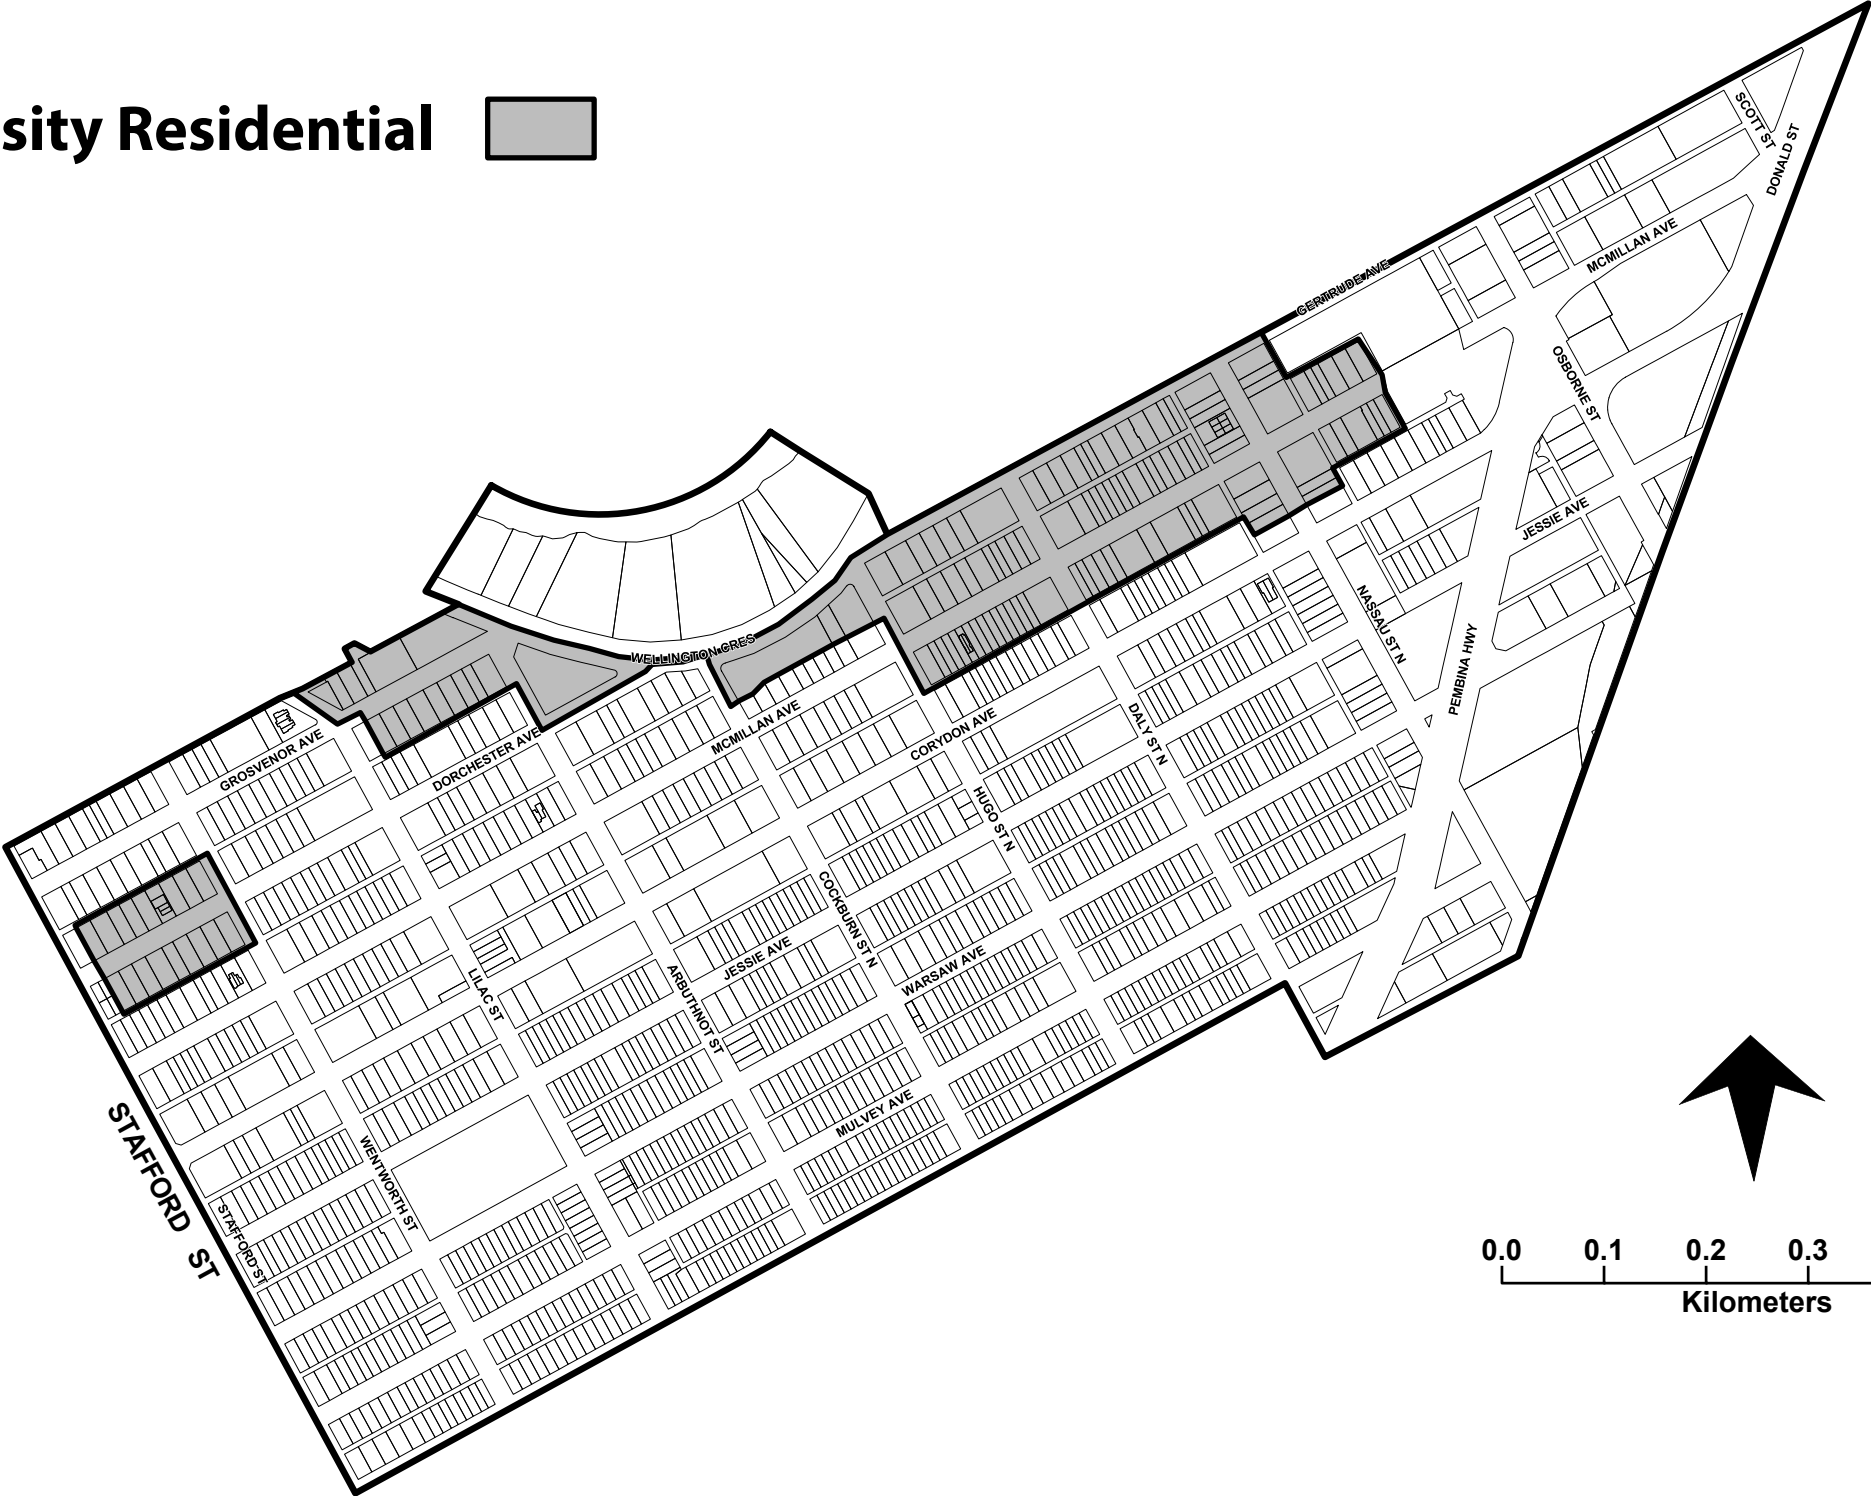 sity Residential
SCOTT ST
DONALD ST
MCMILLAN AVE
GERTRUDE AVE
OSBORNE ST
JESSIE AVE
NASSAU ST N
PEMBINA HWY
WELLINGTON CRES
MCMILLAN AVE
CORYDON AVE
DALY ST N
GROSVENOR AVE
DORCHESTER AVE
HUGO ST N
COCKBURN ST N
JESSIE AVE
WARSAW AVE
LILAC ST
ARBUTHNOT ST
MULVEY AVE
WENTWORTH ST
STAFFORD ST
STAFFORD ST
0.0 0.1 0.2 0.3
Kilometers